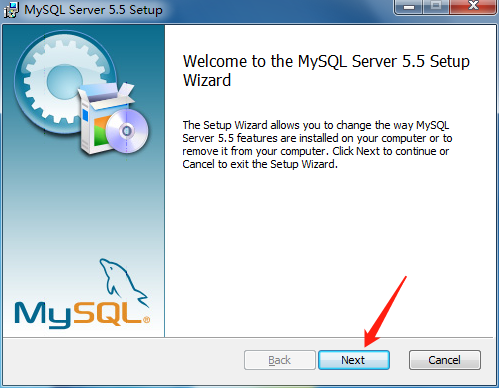 MySQL Server 5.5 Setup
Welcome to the MySQL Server 5.5 Setup
Wizard
The Setup Wizard allows you to change the way MySQL
Server 5.5 features are installed on your computer or to
remove it from your computer. Click Next to continue or
Cancel to exit the Setup Wizard.
MySQL®
Back Next Cancel